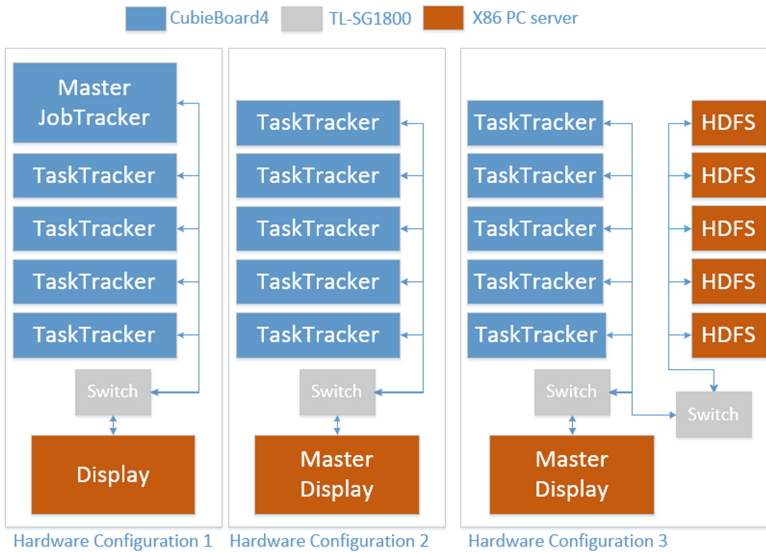 CubieBoard4
TL-SG1800
X86 PC server
Master
JobTracker
TaskTracker
TaskTracker
TaskTracker
TaskTracker
Switch
Display
Hardware Configuration 1
TaskTracker
TaskTracker
TaskTracker
TaskTracker
TaskTracker
Switch
Master
Display
Hardware Configuration 2
TaskTracker
TaskTracker
TaskTracker
TaskTracker
TaskTracker
HDFS
HDFS
HDFS
HDFS
HDFS
Switch
Switch
Master
Display
Hardware Configuration 3